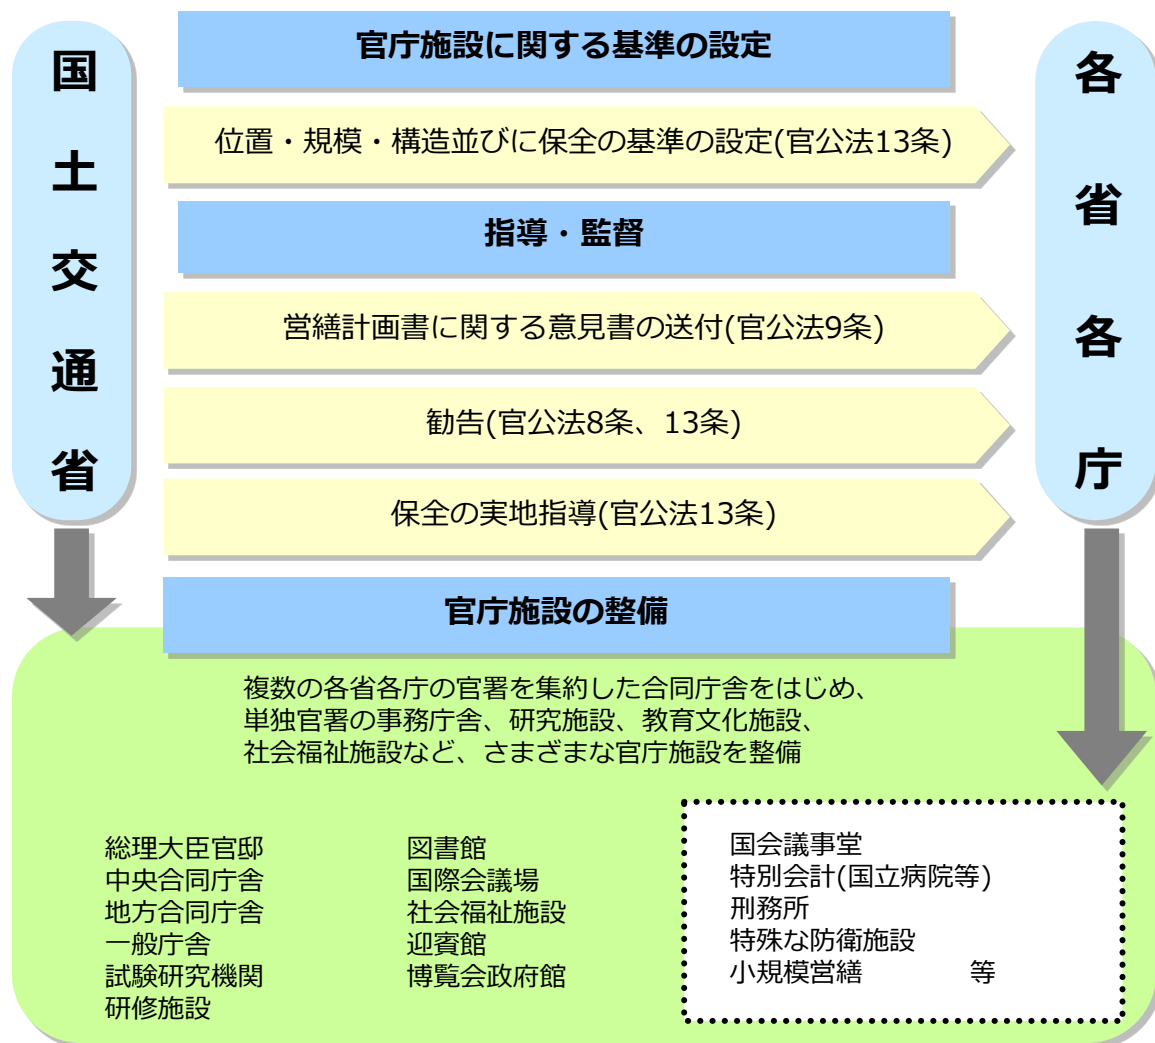 国土交通省
官庁施設に関する基準の設定
各省各庁
位置・規模・構造並びに保全の基準の設定(官公法13条)
指導・監督
営繕計画書に関する意見書の送付(官公法9条)
勧告(官公法8条、13条)
保全の実地指導(官公法13条)
官庁施設の整備
複数の各省各庁の官署を集約した合同庁舎をはじめ、
単独官署の事務庁舎、研究施設、教育文化施設、
社会福祉施設など、さまざまな官庁施設を整備
総理大臣官邸
中央合同庁舎
地方合同庁舎
一般庁舎
試験研究機関
研修施設
図書館
国際会議場
社会福祉施設
迎賓館
博覧会政府館
国会議事堂
特別会計(国立病院等)
刑務所
特殊な防衛施設
小規模営繕 等